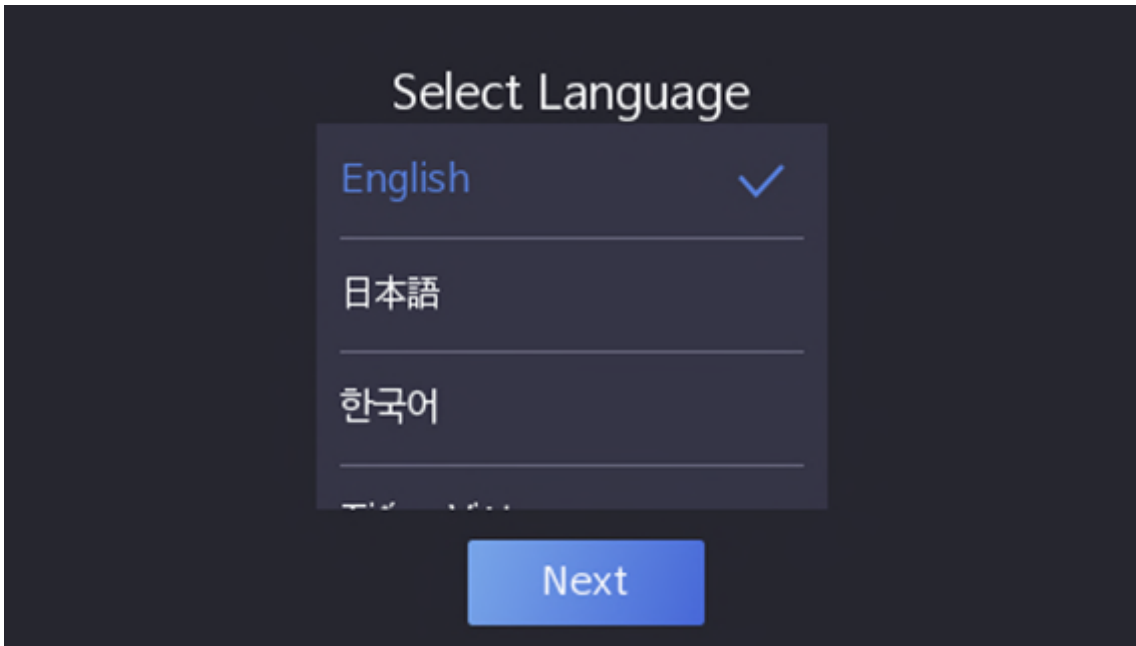 Select Language
English
日本語
한국어
Next